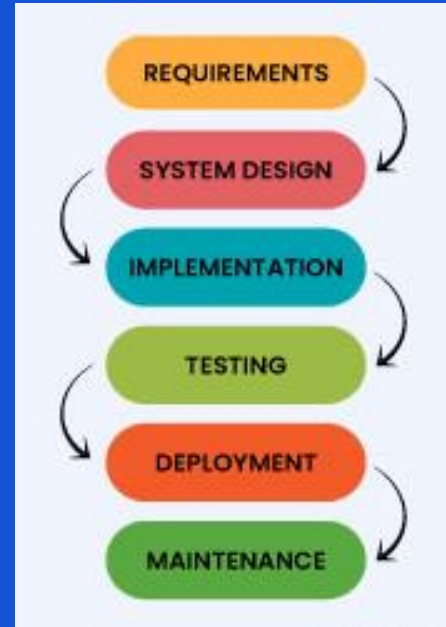 REQUIREMENTS
SYSTEM DESIGN
IMPLEMENTATION
TESTING
DEPLOYMENT
MAINTENANCE